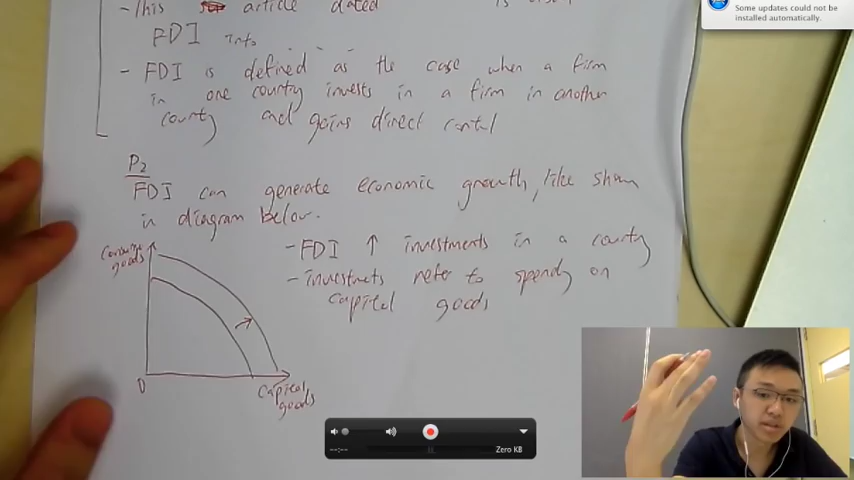 - This article dated is about
FDI into
- FDI is defined as the case when a firm
in one country invests in a firm in another
country and gains direct contol
P2
FDI can generate economic growth, like shown
in diagram below.
Consumer
goods
- FDI ↑ investments in a country
- investments refer to spending on
capital goods
0
Capital
goods
Some updates could not be
installed automatically.
--:--
Zero KB